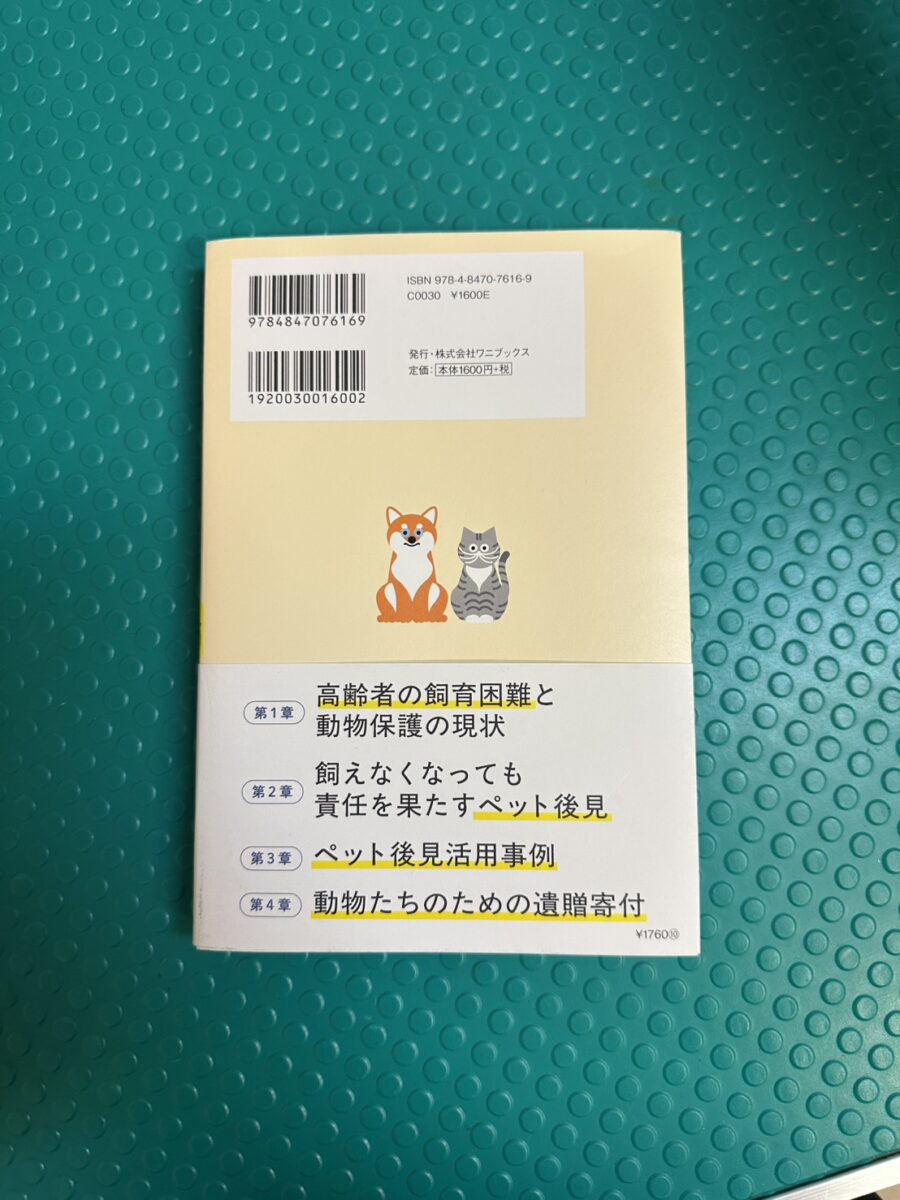 9784847076169
ISBN 978-4-8470-7616-9
C0030 ¥1600E
1920030016002
発行・株式会社ワニブックス
定価：本体1600円+税
第1章
高齢者の飼育困難と
動物保護の現状
第2章
飼えなくなっても
責任を果たすペット後見
第3章
ペット後見活用事例
第4章
動物たちのための遺贈寄付
¥1760⑩